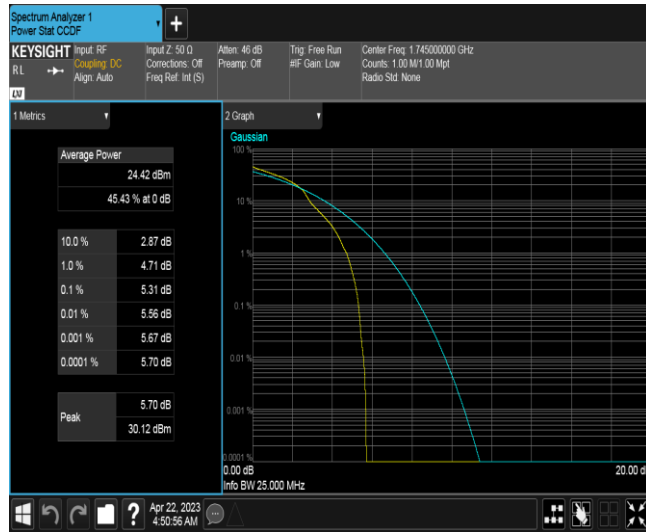 Spectrum Analyzer 1
Power Stat CCDF
+
KEYSIGHT
RL
LXI
Input: RF
Coupling: DC
Align: Auto
Input Z: 50 Ω
Corrections: Off
Freq Ref: Int (S)
Atten: 46 dB
Preamp: Off
Trig: Free Run
#IF Gain: Low
Center Freq: 1.745000000 GHz
Counts: 1.00 M/1.00 Mpt
Radio Std: None
1 Metrics
Average Power
24.42 dBm
45.43 % at 0 dB
10.0 % 2.87 dB
1.0 % 4.71 dB
0.1 % 5.31 dB
0.01 % 5.56 dB
0.001 % 5.67 dB
0.0001 % 5.70 dB
Peak
5.70 dB
30.12 dBm
2 Graph
Gaussian
100 %
10 %
1 %
0.1 %
0.01 %
0.001 %
0.0001 %
0.00 dB
20.00 d
Info BW 25.000 MHz
?
Apr 22, 2023
4:50:56 AM